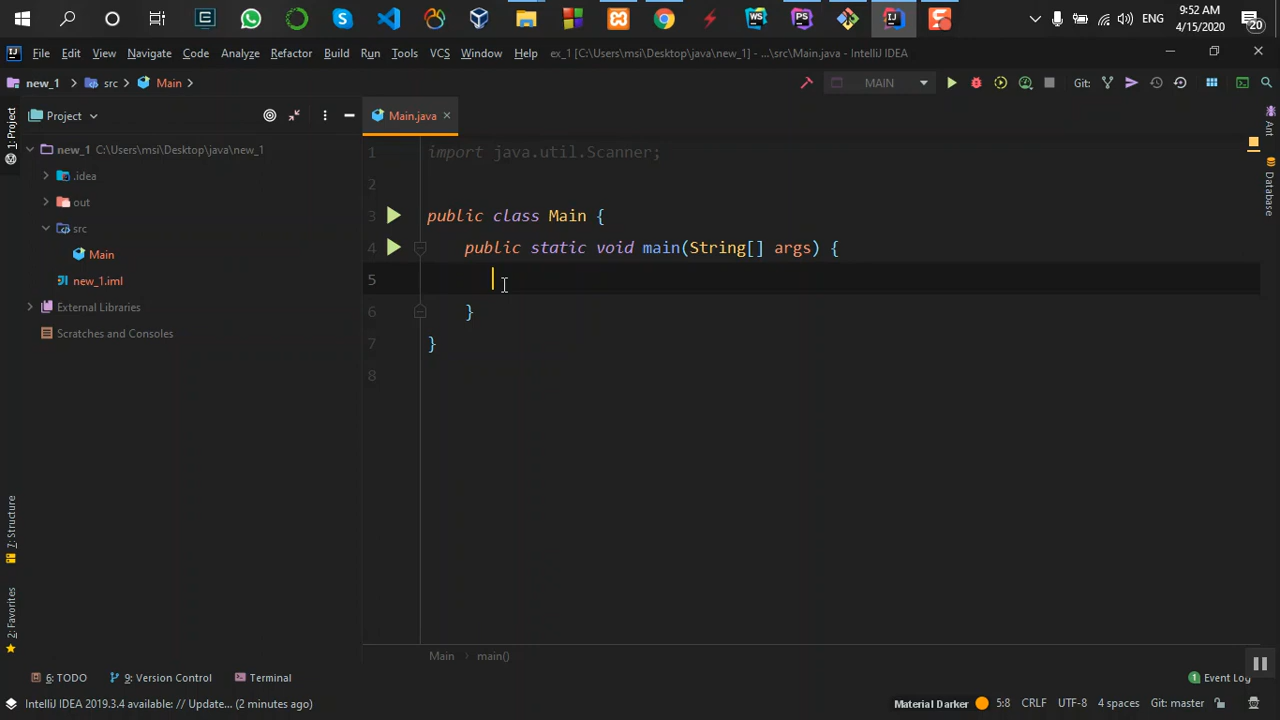 ENG
9:52 AM
4/15/2020
20
File Edit View Navigate Code Analyze Refactor Build Run Tools VCS Window Help
ex_1 [C:\Users\msi\Desktop\java\new_1] - ...\src\Main.java - IntelliJ IDEA
new_1 src Main
MAIN
Git:
1: Project
Project
Main.java
Ant
Database
new_1 C:\Users\msi\Desktop\java\new_1
.idea
out
src
Main
new_1.iml
External Libraries
Scratches and Consoles
1 import java.util.Scanner;
2
3 public class Main {
4 public static void main(String[] args) {
5
6 }
7 }
8
7: Structure
2: Favorites
Main main()
6: TODO 9: Version Control Terminal
1 Event Log
IntelliJ IDEA 2019.3.4 available: // Update... (2 minutes ago)
Material Darker 5:8 CRLF UTF-8 4 spaces Git: master